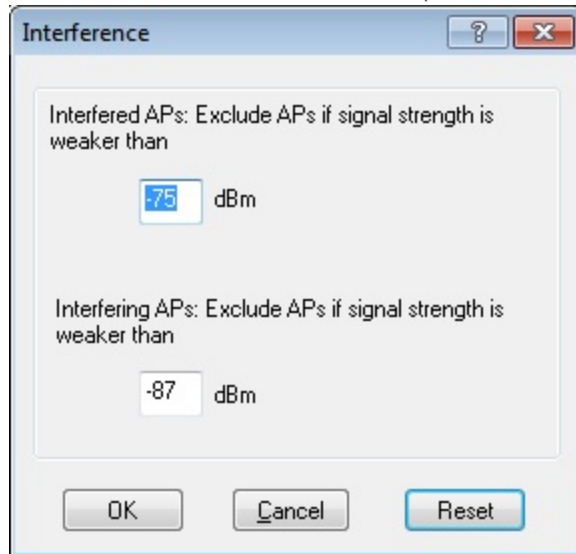 Interference
?
Interfered APs: Exclude APs if signal strength is
weaker than
-75 dBm
Interfering APs: Exclude APs if signal strength is
weaker than
-87 dBm
OK Cancel Reset